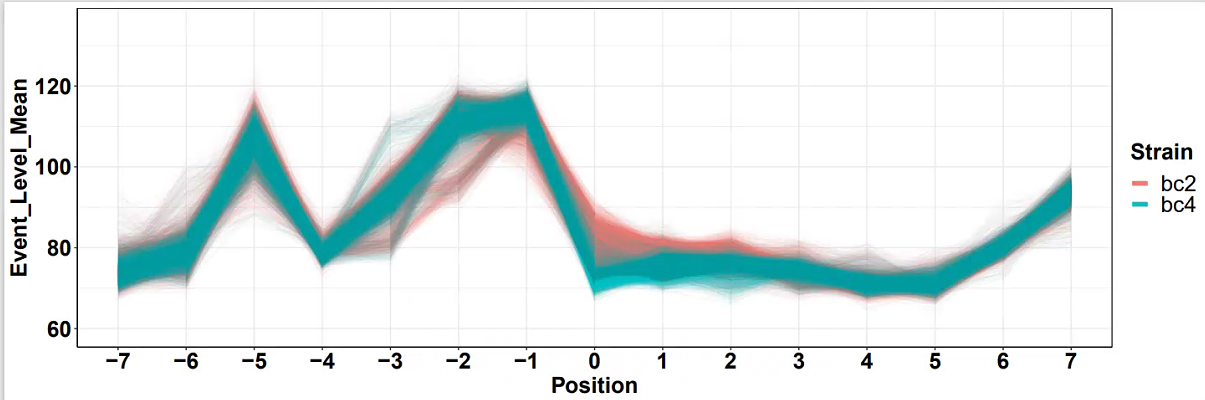 Event_Level_Mean
120
100
80
60
−7 −6 −5 −4 −3 −2 −1 0 1 2 3 4 5 6 7
Position
Strain
bc2
bc4